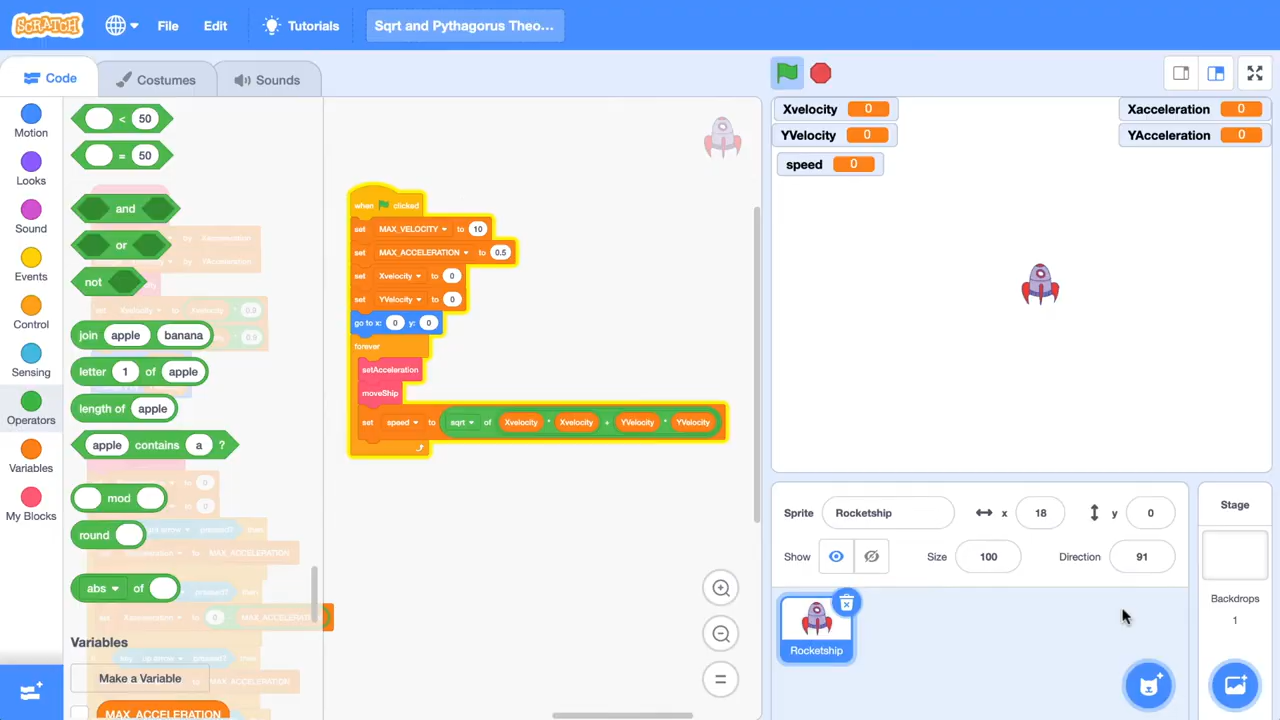 SCRATCH
File Edit Tutorials Sqrt and Pythagorus Theo...
Code Costumes Sounds
Motion
Looks
Sound
Events
Control
Sensing
Operators
Variables
My Blocks
< 50
= 50
and
or
not
join apple banana
letter 1 of apple
length of apple
apple contains a ?
mod
round
abs of
Variables
Make a Variable
MAX_ACCELERATION
when clicked
set MAX_VELOCITY to 10
set MAX_ACCELERATION to 0.5
set Xvelocity to 0
set YVelocity to 0
go to x: 0 y: 0
forever
setAcceleration
moveShip
set speed to sqrt of Xvelocity * Xvelocity + YVelocity * YVelocity
Xvelocity 0
YVelocity 0
speed 0
Xacceleration 0
YAcceleration 0
Sprite Rocketship x 18 y 0
Show Size 100 Direction 91
Rocketship
Stage
Backdrops
1